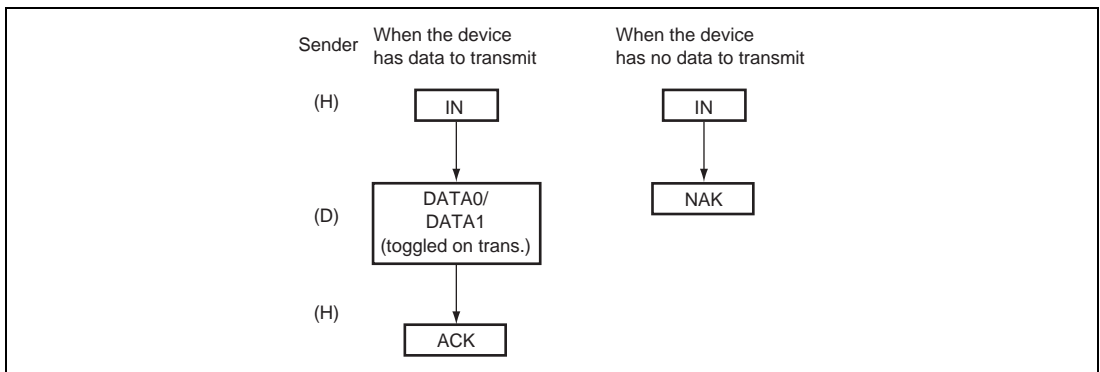 Sender
When the device
has data to transmit
When the device
has no data to transmit
(H)
IN
IN
(D)
DATA0/
DATA1
(toggled on trans.)
NAK
(H)
ACK